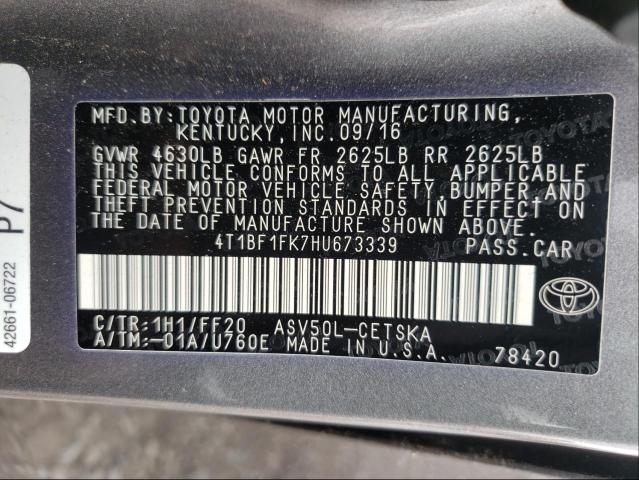 MFD.BY: TOYOTA MOTOR MANUFACTURING,
KENTUCKY, INC. 09/16
GVWR 4630LB GAWR FR 2625LB RR 2625LB
THIS VEHICLE CONFORMS TO ALL APPLICABLE
FEDERAL MOTOR VEHICLE SAFETY, BUMPER, AND
THEFT PREVENTION STANDARDS IN EFFECT ON
THE DATE OF MANUFACTURE SHOWN ABOVE.
4T1BF1FK7HU673339 PASS.CAR
C/TR: 1H1/FF20 ASV50L-CETSKA
A/TM: -01A/U760E MADE IN U.S.A. 78420
P7
42661-06722